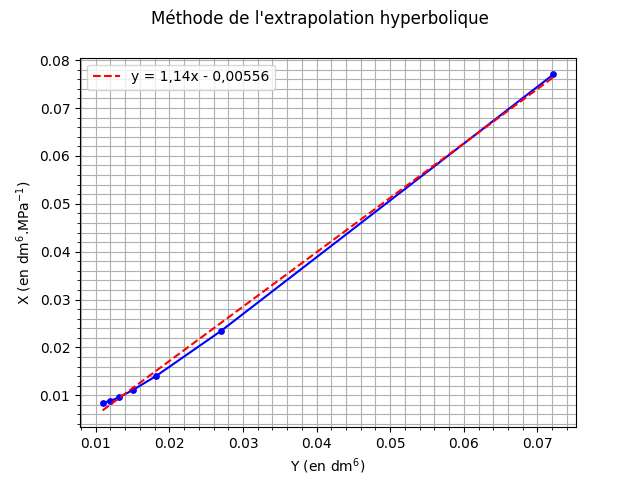 Méthode de l'extrapolation hyperbolique
y = 1,14x - 0,00556
X (en dm⁶.MPa⁻¹)
0.08
0.07
0.06
0.05
0.04
0.03
0.02
0.01
0.01 0.02 0.03 0.04 0.05 0.06 0.07
Y (en dm⁶)